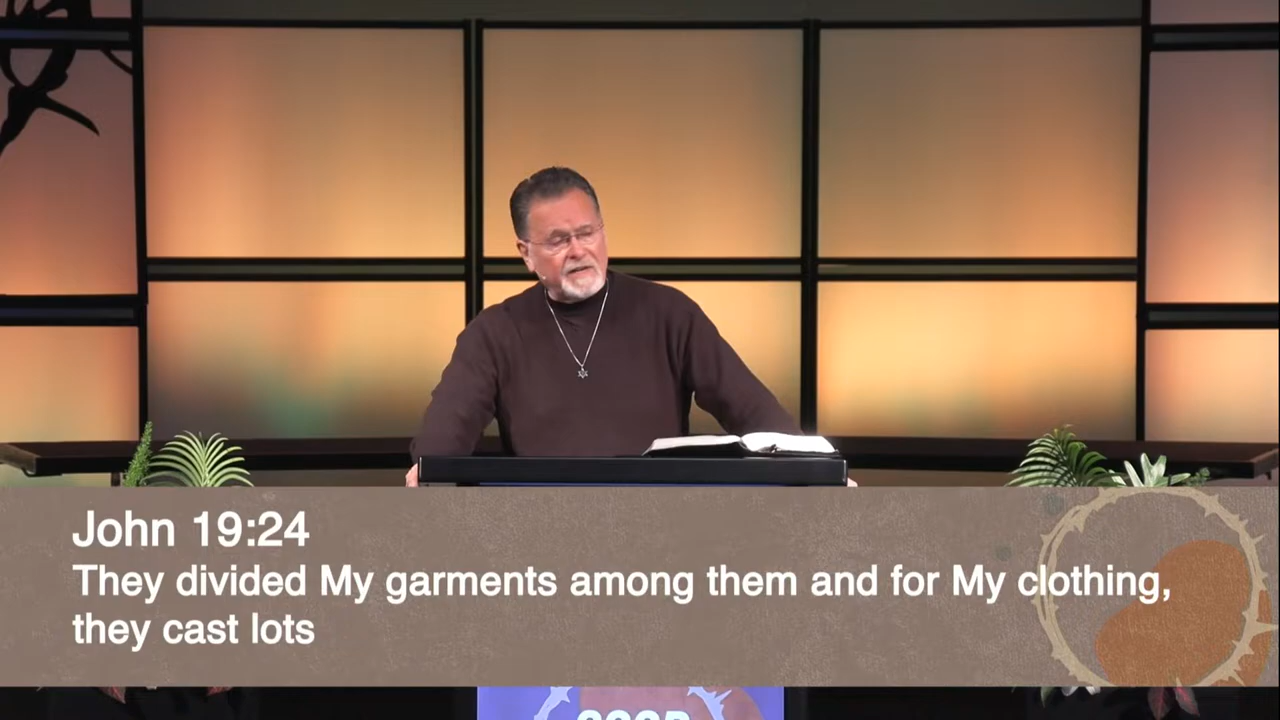 John 19:24
They divided My garments among them and for My clothing,
they cast lots